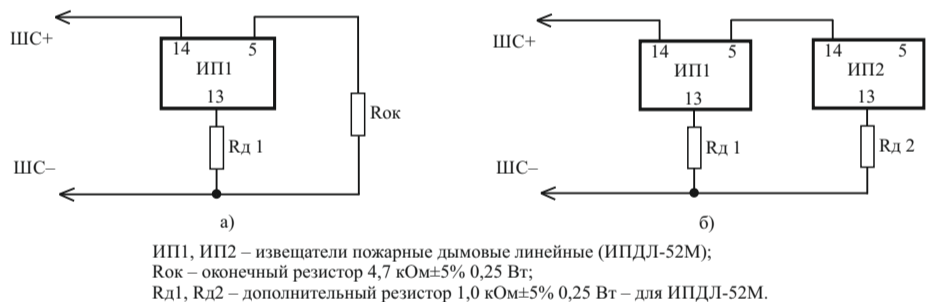 ШС+
14
5
ИП1
13
Rок
Rд 1
ШС–
а)
ШС+
14
5
ИП1
13
14
5
ИП2
13
Rд 1
Rд 2
ШС–
б)
ИП1, ИП2 – извещатели пожарные дымовые линейные (ИПДЛ-52М);
Rок – оконечный резистор 4,7 кОм±5% 0,25 Вт;
Rд1, Rд2 – дополнительный резистор 1,0 кОм±5% 0,25 Вт – для ИПДЛ-52М.